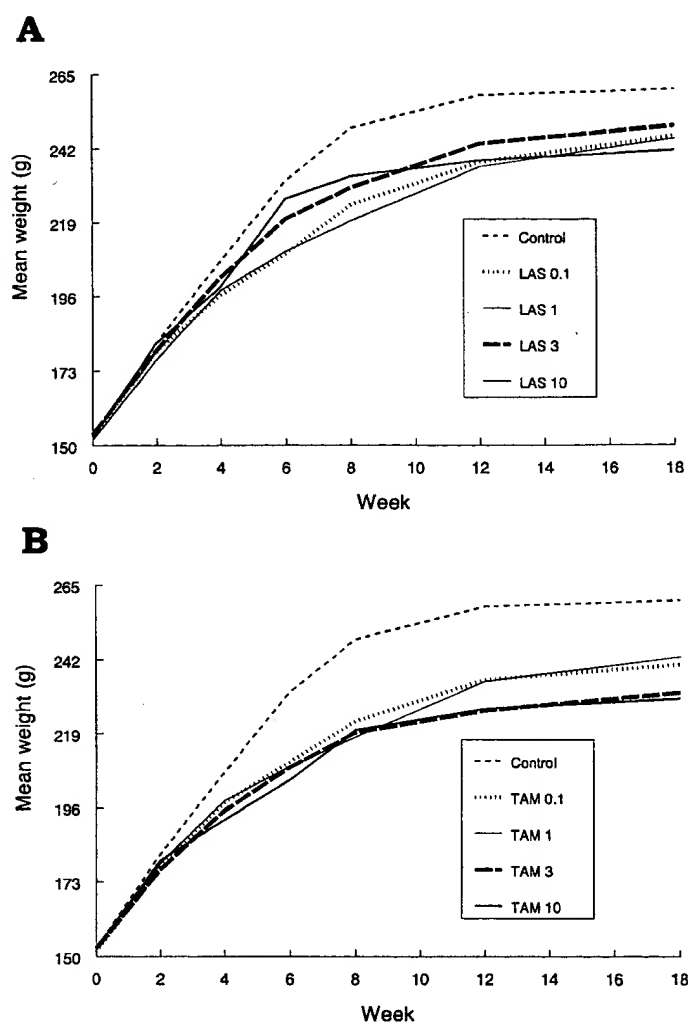 A
265
242
219
196
173
150
Mean weight (g)
0 2 4 6 8 10 12 14 16 18
Week
Control
LAS 0.1
LAS 1
LAS 3
LAS 10
B
265
242
219
196
173
150
Mean weight (g)
0 2 4 6 8 10 12 14 16 18
Week
Control
TAM 0.1
TAM 1
TAM 3
TAM 10